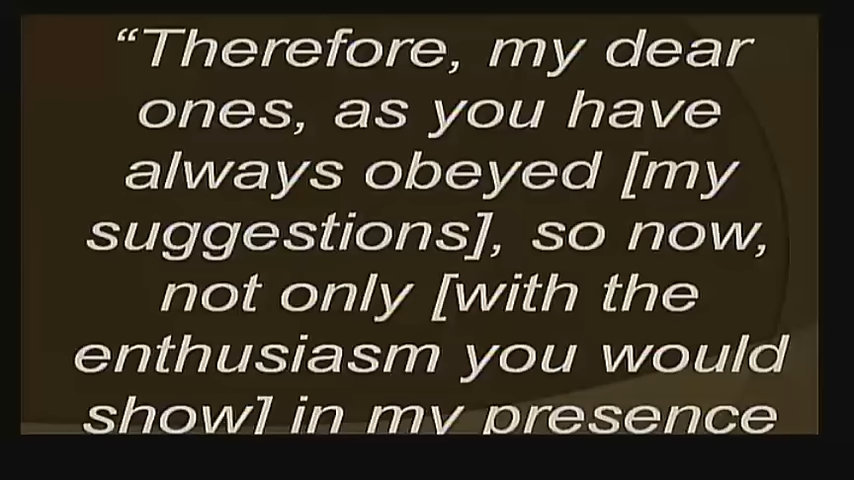 “Therefore, my dear
ones, as you have
always obeyed [my
suggestions], so now,
not only [with the
enthusiasm you would
show] in my presence